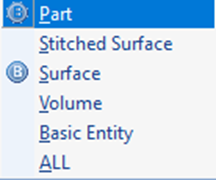 Part
Stitched Surface
Surface
Volume
Basic Entity
ALL